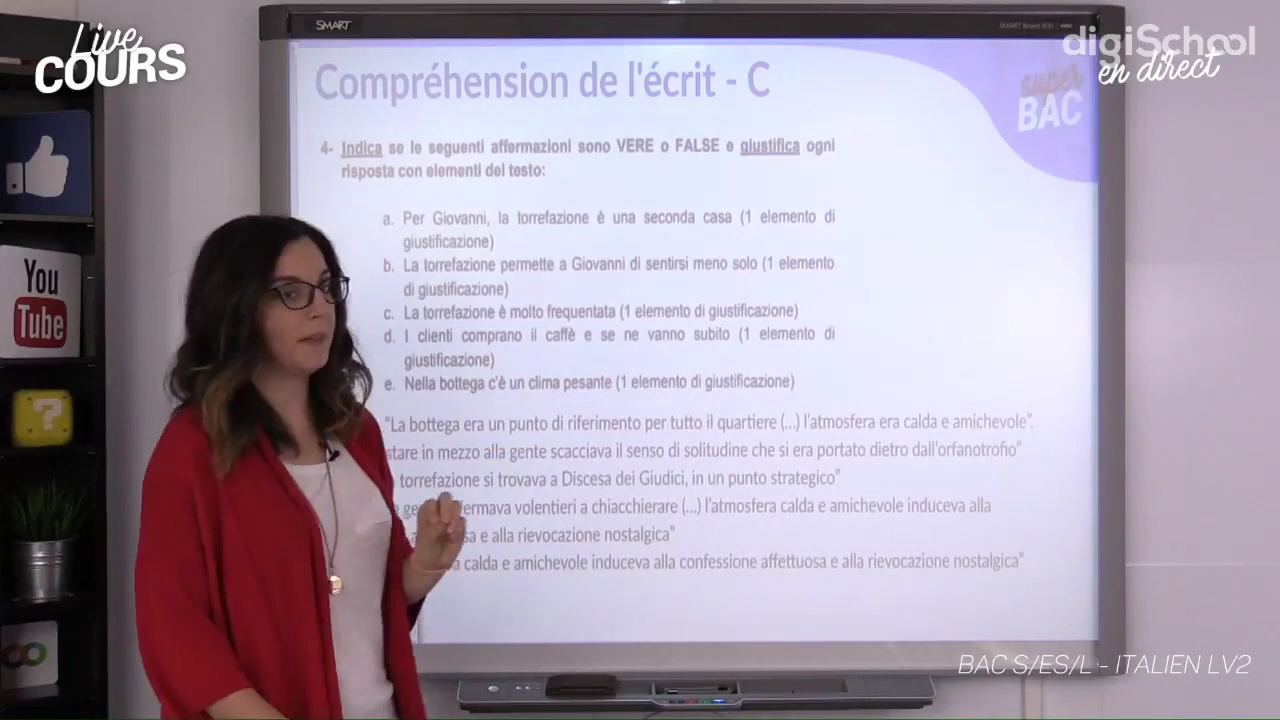 Live
COURS
SMART
digiSchool
en direct
super
BAC
Compréhension de l'écrit - C
4- Indica se le seguenti affermazioni sono VERE o FALSE e giustifica ogni
risposta con elementi del testo:
a. Per Giovanni, la torrefazione è una seconda casa (1 elemento di
giustificazione)
b. La torrefazione permette a Giovanni di sentirsi meno solo (1 elemento
di giustificazione)
c. La torrefazione è molto frequentata (1 elemento di giustificazione)
d. I clienti comprano il caffè e se ne vanno subito (1 elemento di
giustificazione)
e. Nella bottega c'è un clima pesante (1 elemento di giustificazione)
“La bottega era un punto di riferimento per tutto il quartiere (...) l'atmosfera era calda e amichevole”.
stare in mezzo alla gente scacciava il senso di solitudine che si era portato dietro dall'orfanotrofio”
torrefazione si trovava a Discesa dei Giudici, in un punto strategico”
volentieri a chiacchierare (...) l'atmosfera calda e amichevole induceva alla
e alla rievocazione nostalgica”
calda e amichevole induceva alla confessione affettuosa e alla rievocazione nostalgica”
You
Tube
?
BAC S/ES/L - ITALIEN LV2